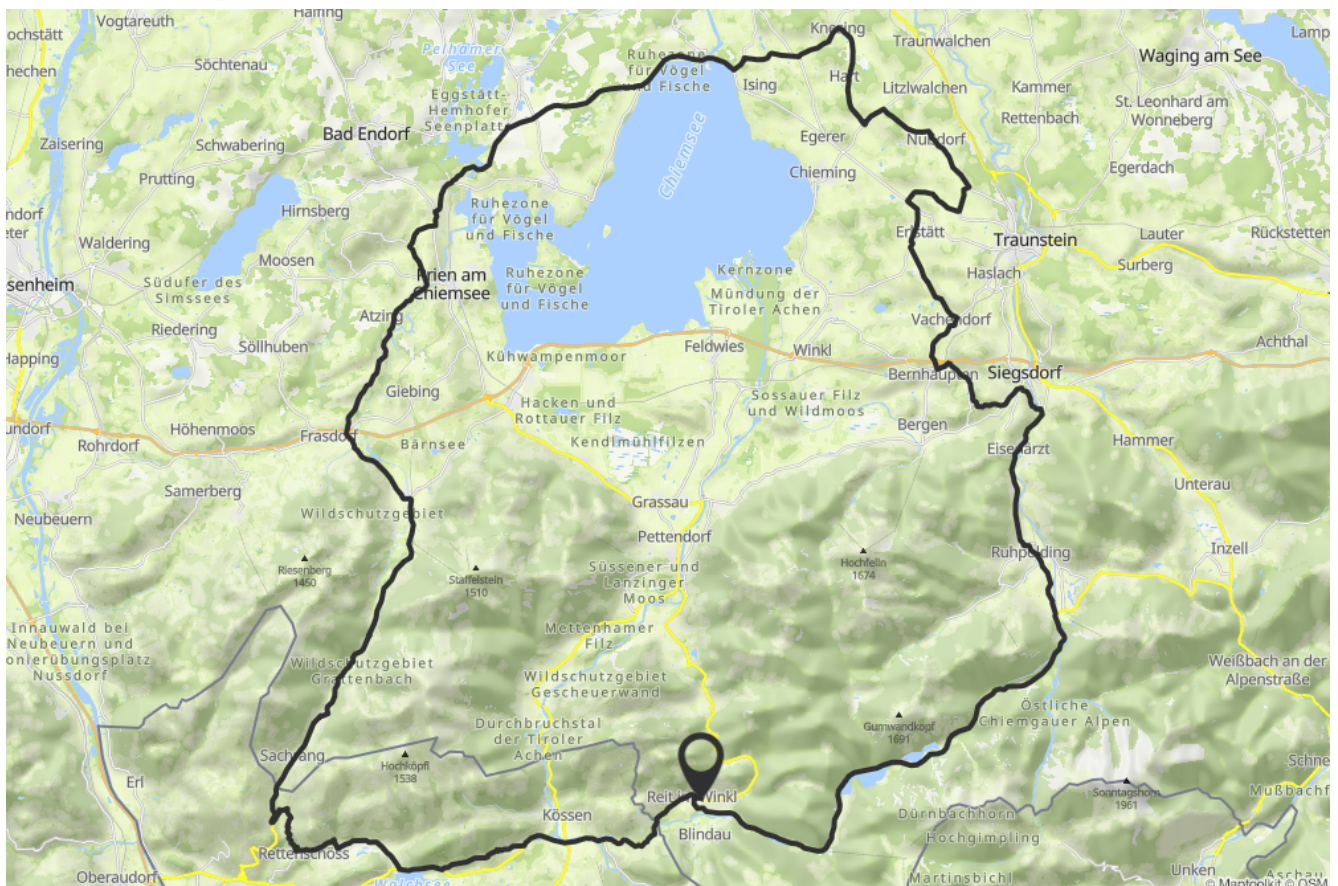 Halfing
Vogtareuth
ochstätt
Söchtenau
Pelhamer
See
Ruhezone
für Vögel
und Fische
Knesing
Traunwalchen
Lamp
Waging am See
hechen
Eggstätt-
Hemhofer
Seenplatte
Ising
Hart
Litzlwalchen
Kammer
St. Leonhard am
Wonneberg
Rettenbach
Bad Endorf
Zaisering
Schwabering
Chiemsee
Egerer
Nußdorf
Egerdach
Prutting
Chieming
Hirnsberg
Ruhezone
für Vögel
und Fische
ndorf
eter
Waldering
Moosen
Erlstätt
Traunstein
Lauter
Rückstetten
Surberg
senheim
Südufer des
Simssees
Prien am
Chiemsee
Ruhezone
für Vögel
und Fische
Kernzone
Mündung der
Tiroler Achen
Haslach
Riedering
Atzing
Vachendorf
Söllhuben
Happing
Kühwampenmoor
Feldwies
Winkl
Achthal
Bernhaupten
Siegsdorf
Giebing
Hacken und
Rottauer Filz
Sossauer Filz
und Wildmoos
undorf
Rohrdorf
Höhenmoos
Frasdorf
Bärnsee
Kendlmühlfilzen
Bergen
Hammer
Eisenärzt
Samerberg
Unterau
Neubeuern
Wildschutzgebiet
Grassau
Pettendorf
Riesenberg
1450
Staffelstein
1510
Süssener und
Lanzinger
Moos
Hochfelln
1674
Ruhpolding
Inzell
Innauwald bei
Neubeuern und
onierübungsplatz
Nussdorf
Mettenhamer
Filz
Wildschutzgebiet
Grattenbach
Wildschutzgebiet
Gescheuerwand
Weißbach an der
Alpenstraße
Durchbruchstal
der Tiroler
Achen
Gurnwandkopf
1691
Östliche
Chiemgauer Alpen
Sachrang
Hochköpfl
1538
Erl
Schne
Sonntagshorn
1961
Mußbachf
Reit im Winkl
Kössen
Blindau
Dürnbachhorn
Hochgimpling
Rettenschöss
Oberaudorf
Walchsee
Martinsbichl
Unken
Aschau
© Maptoolkit © OSM